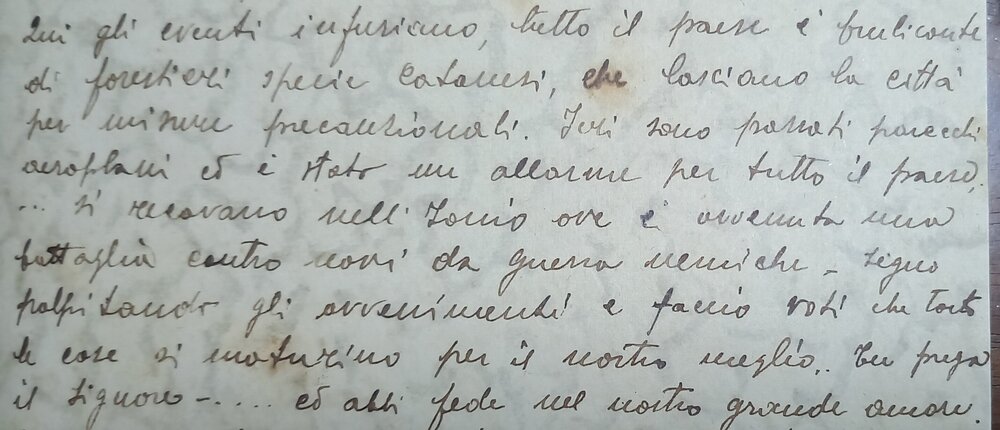 Qui gli eventi infuriano, tutto il paese è brulicante
di forestieri specie Catanesi, che lasciano la città
per misure precauzionali. Ieri sono passati parecchi
aeroplani ed è stato un allarme per tutto il paese,
... si recavano nell'Ionio ove è avvenuta una
battaglia contro navi da guerra nemiche - Seguo
palpitando gli avvenimenti e faccio voti che tosto
le cose si maturino per il nostro meglio.. Tu prega
il Signore -.... ed abbi fede nel nostro grande amore.